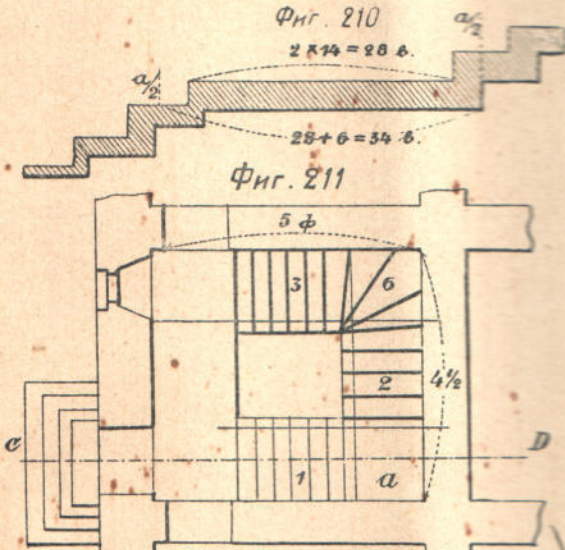 Фиг. 210
a/2
2 × 14 = 28 в.
a/2
28 + 6 = 34 в.
Фиг. 211
5 ф
3
6
2
4½
C
D
1
a